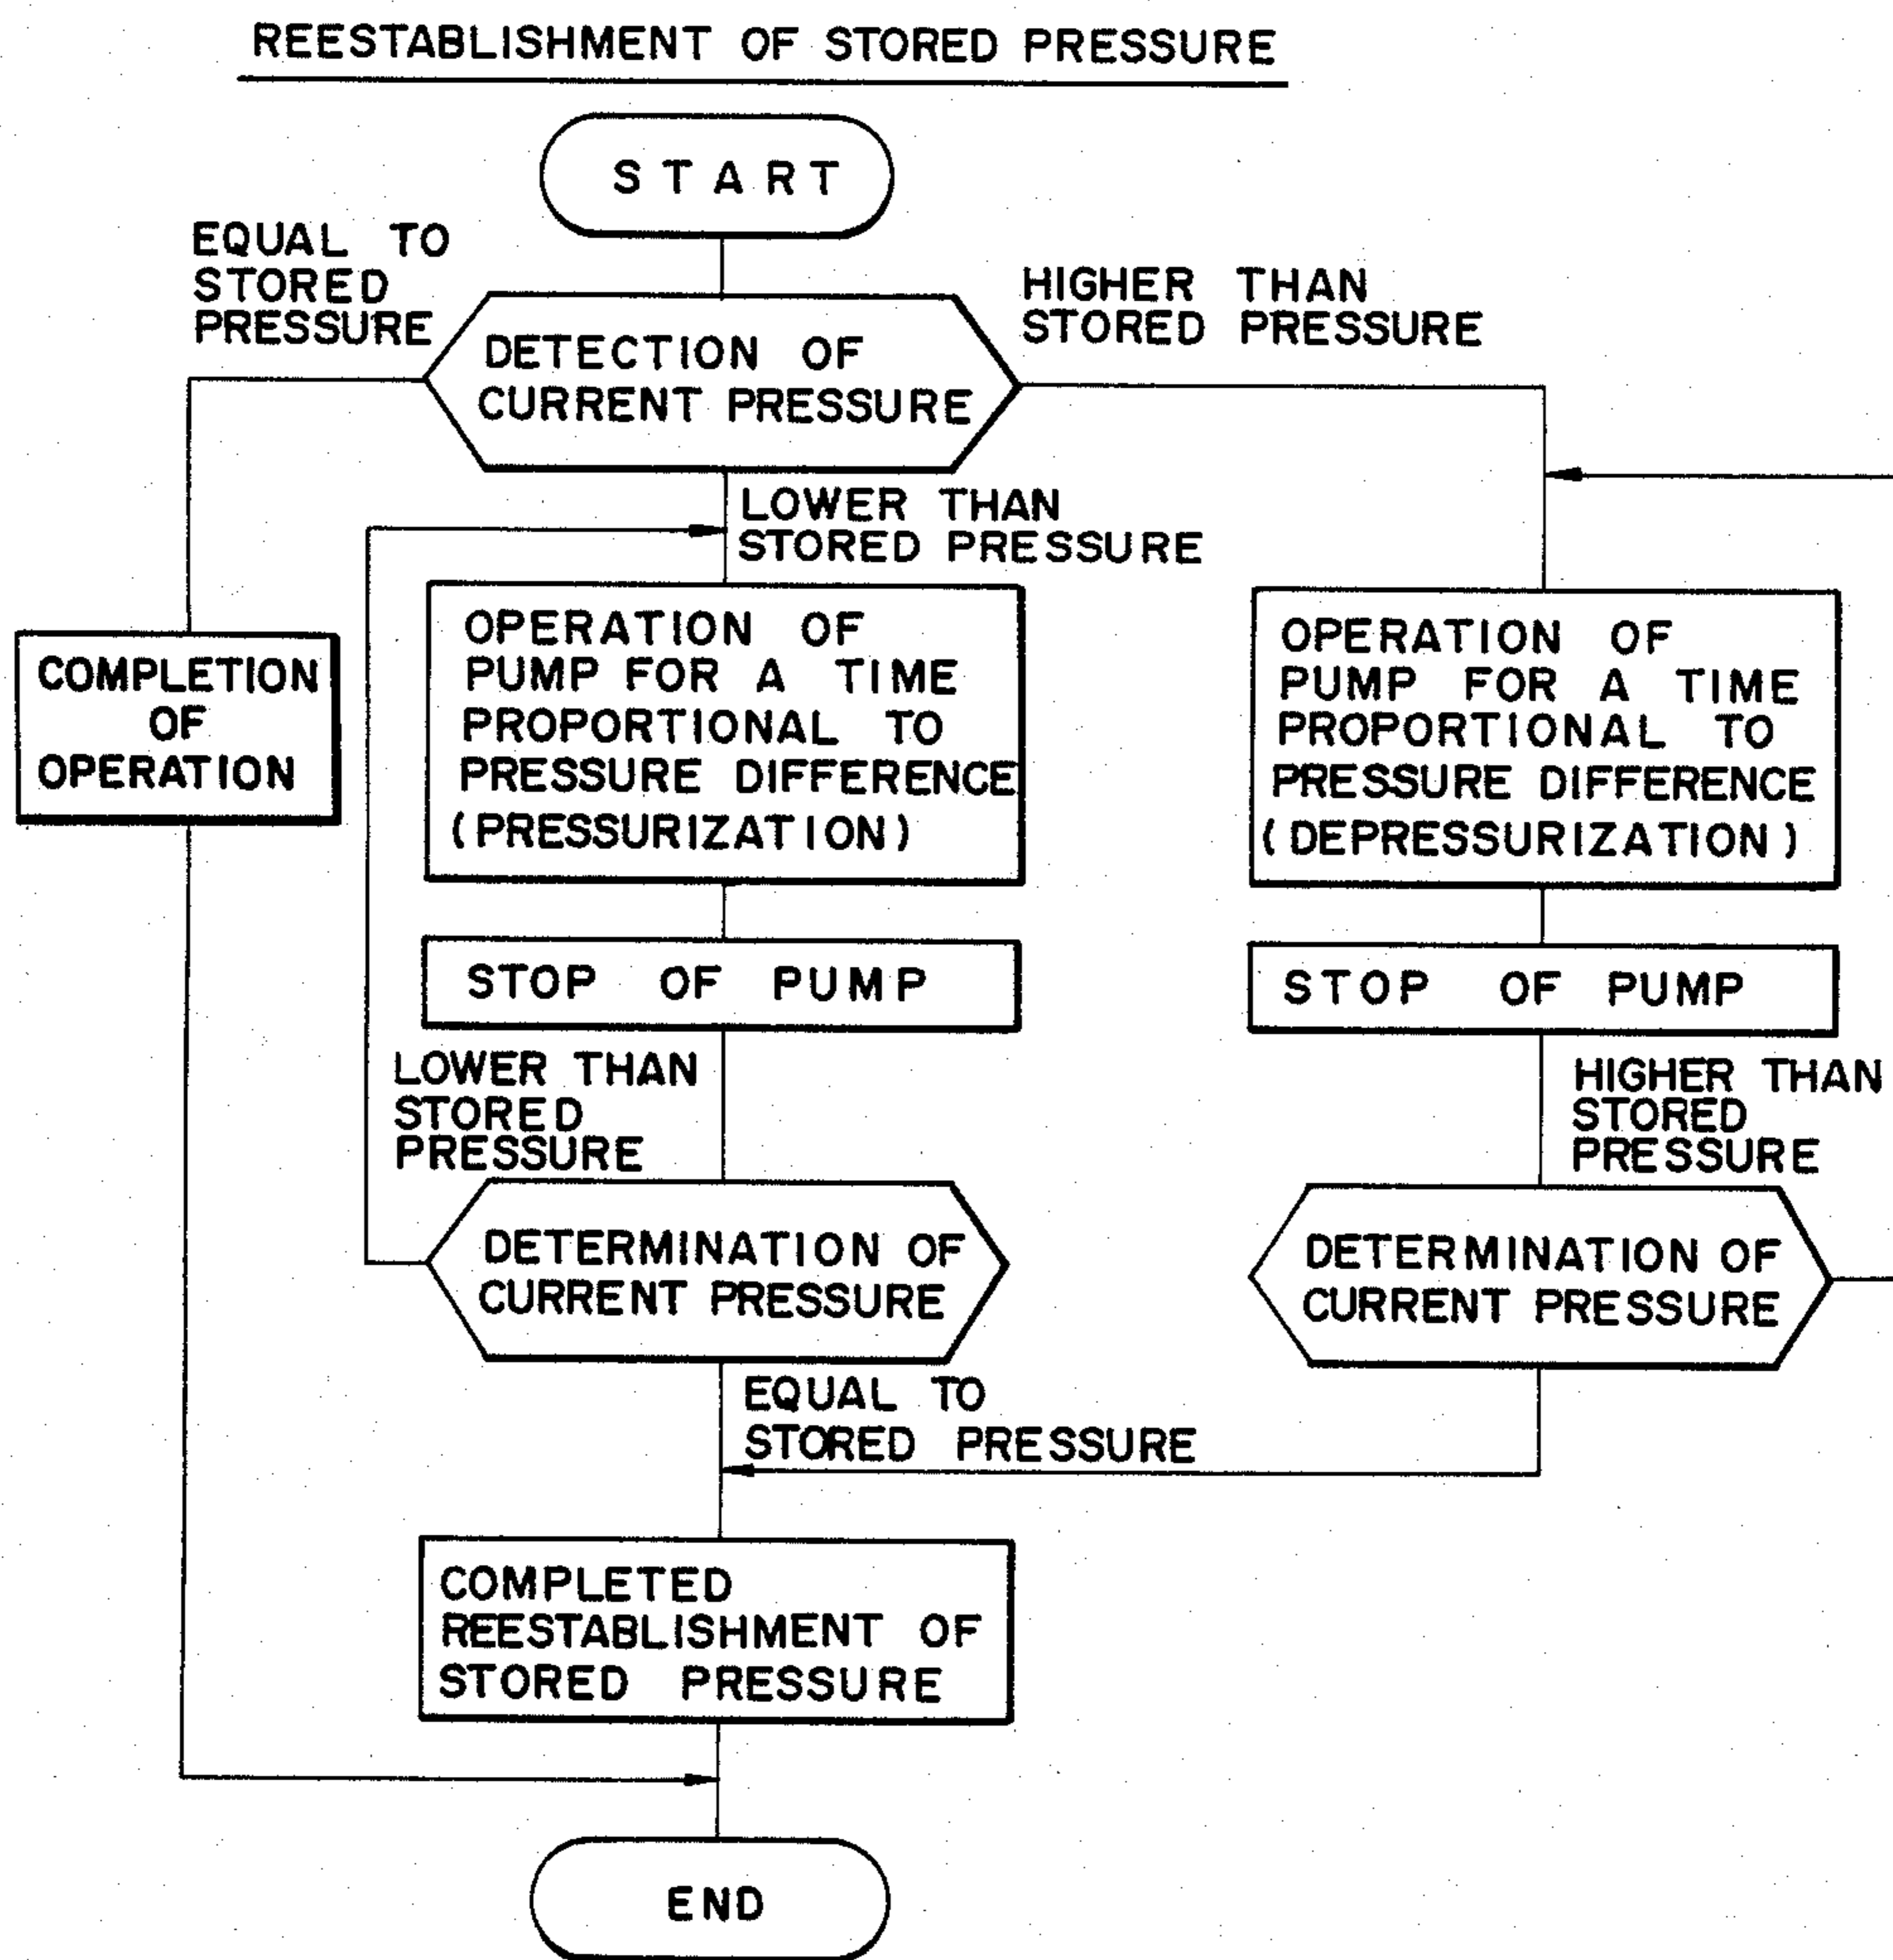 REESTABLISHMENT OF STORED PRESSURE
START
EQUAL TO
STORED
PRESSURE
HIGHER THAN
STORED PRESSURE
DETECTION OF
CURRENT PRESSURE
LOWER THAN
STORED PRESSURE
COMPLETION
OF
OPERATION
OPERATION OF
PUMP FOR A TIME
PROPORTIONAL TO
PRESSURE DIFFERENCE
(PRESSURIZATION)
OPERATION OF
PUMP FOR A TIME
PROPORTIONAL TO
PRESSURE DIFFERENCE
(DEPRESSURIZATION)
STOP OF PUMP
STOP OF PUMP
LOWER THAN
STORED
PRESSURE
HIGHER THAN
STORED
PRESSURE
DETERMINATION OF
CURRENT PRESSURE
DETERMINATION OF
CURRENT PRESSURE
EQUAL TO
STORED PRESSURE
COMPLETED
REESTABLISHMENT OF
STORED PRESSURE
END